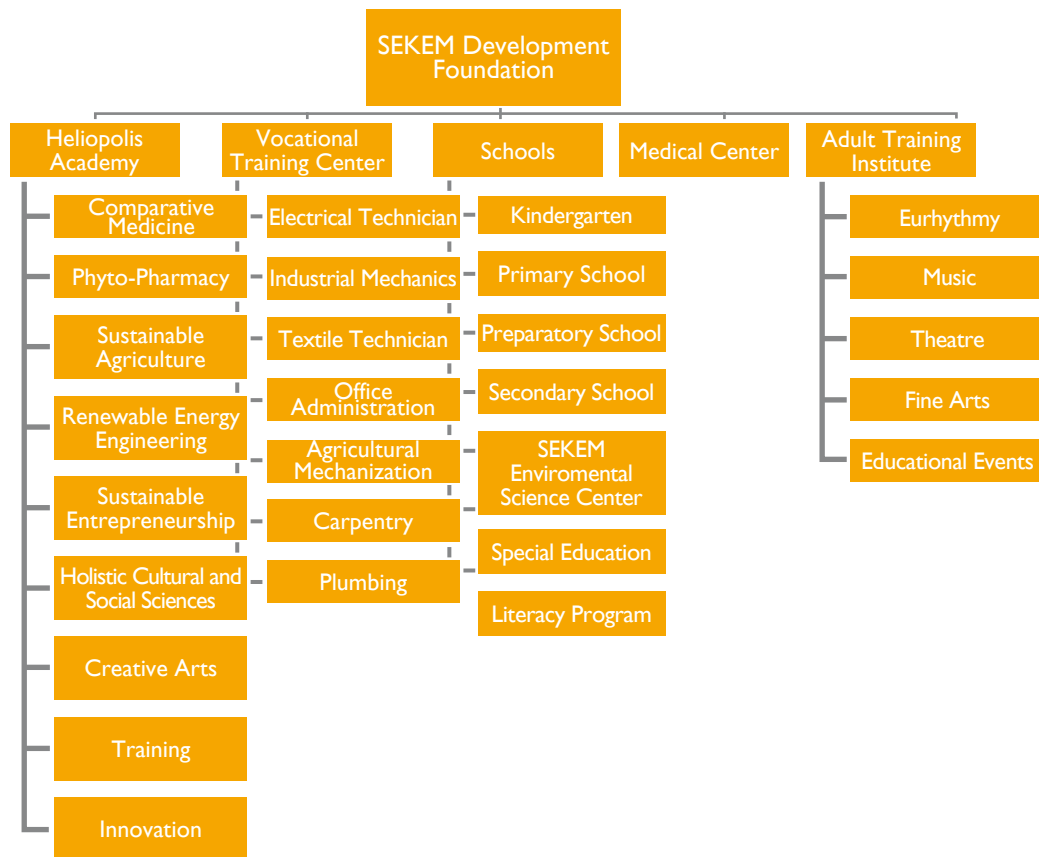 SEKEM Development
Foundation
Heliopolis
Academy
Comparative
Medicine
Phyto-Pharmacy
Sustainable
Agriculture
Renewable Energy
Engineering
Sustainable
Entrepreneurship
Holistic Cultural and
Social Sciences
Creative Arts
Training
Innovation
Vocational
Training Center
Electrical Technician
Industrial Mechanics
Textile Technician
Office
Administration
Agricultural
Mechanization
Carpentry
Plumbing
Schools
Kindergarten
Primary School
Preparatory School
Secondary School
SEKEM
Enviromental
Science Center
Special Education
Literacy Program
Medical Center
Adult Training
Institute
Eurhythmy
Music
Theatre
Fine Arts
Educational Events